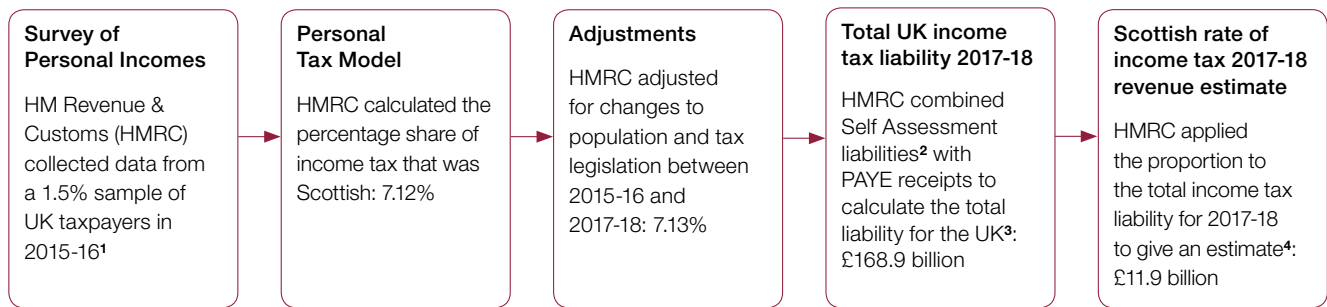 Survey of
Personal Incomes
HM Revenue &
Customs (HMRC)
collected data from
a 1.5% sample of
UK taxpayers in
2015-16¹
Personal
Tax Model
HMRC calculated the
percentage share of
income tax that was
Scottish: 7.12%
Adjustments
HMRC adjusted
for changes to
population and tax
legislation between
2015-16 and
2017-18: 7.13%
Total UK income
tax liability 2017-18
HMRC combined
Self Assessment
liabilities² with
PAYE receipts to
calculate the total
liability for the UK³:
£168.9 billion
Scottish rate of
income tax 2017-18
revenue estimate
HMRC applied
the proportion to
the total income tax
liability for 2017-18
to give an estimate⁴:
£11.9 billion